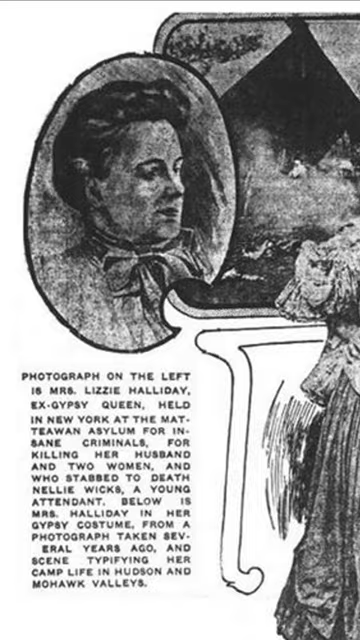 PHOTOGRAPH ON THE LEFT
IS MRS. LIZZIE HALLIDAY,
EX-GYPSY QUEEN, HELD
IN NEW YORK AT THE MAT-
TEAWAN ASYLUM FOR IN-
SANE CRIMINALS, FOR
KILLING HER HUSBAND
AND TWO WOMEN, AND
WHO STABBED TO DEATH
NELLIE WICKS, A YOUNG
ATTENDANT. BELOW IS
MRS. HALLIDAY IN HER
GYPSY COSTUME, FROM A
PHOTOGRAPH TAKEN SEV-
ERAL YEARS AGO, AND
SCENE TYPIFYING HER
CAMP LIFE IN HUDSON AND
MOHAWK VALLEYS.